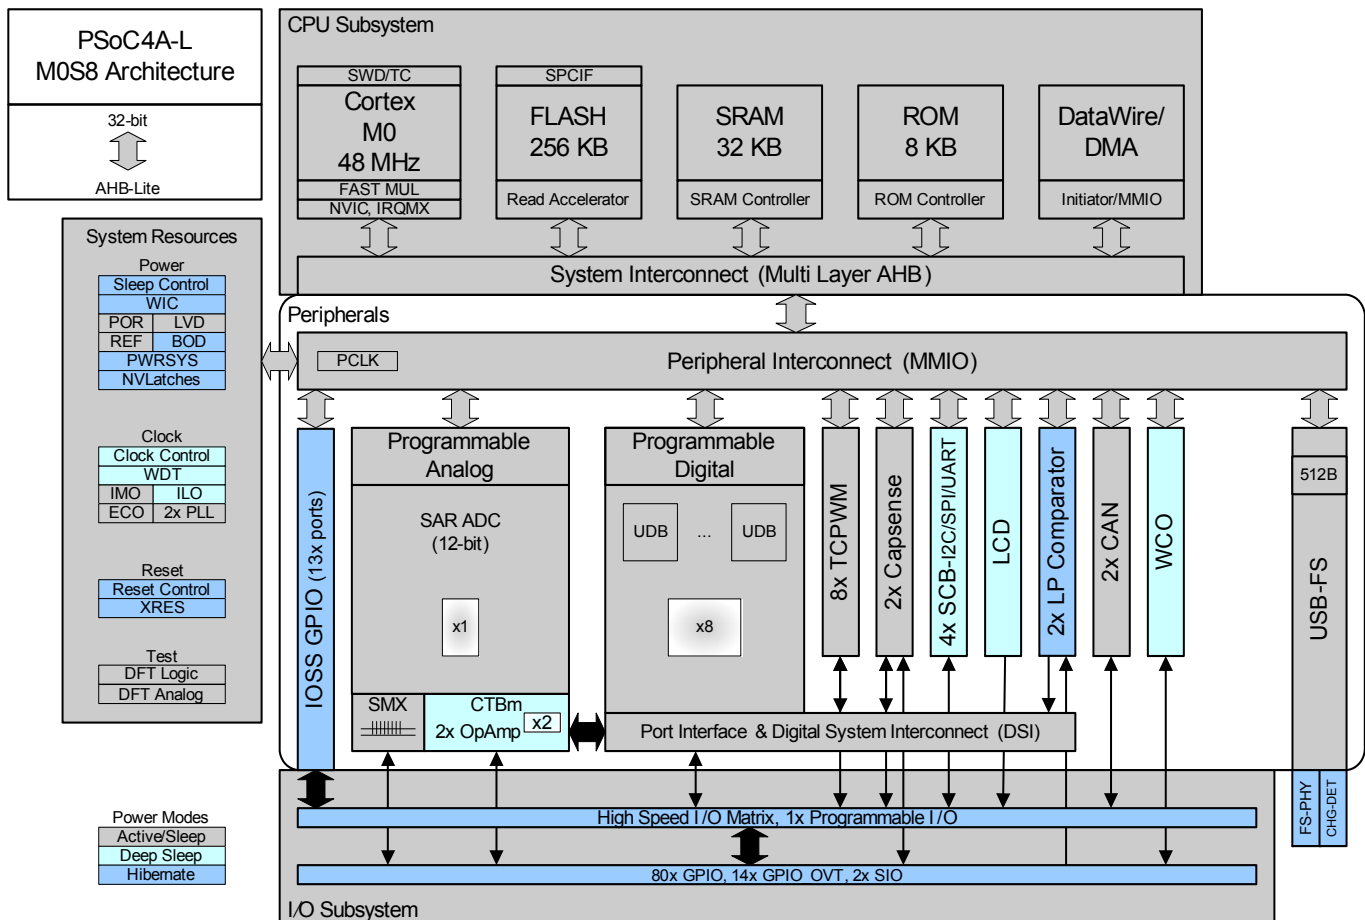 PSoC4A-L
M0S8 Architecture
32-bit
AHB-Lite
CPU Subsystem
SWD/TC
Cortex
M0
48 MHz
FAST MUL
NVIC, IRQMX
SPCIF
FLASH
256 KB
Read Accelerator
SRAM
32 KB
SRAM Controller
ROM
8 KB
ROM Controller
DataWire/
DMA
Initiator/MMIO
System Interconnect (Multi Layer AHB)
System Resources
Power
Sleep Control
WIC
POR LVD
REF BOD
PWRSYS
NVLatches
Clock
Clock Control
WDT
IMO ILO
ECO 2x PLL
Reset
Reset Control
XRES
Test
DFT Logic
DFT Analog
Peripherals
PCLK
Peripheral Interconnect (MMIO)
IOSS GPIO (13x ports)
Programmable
Analog
SAR ADC
(12-bit)
x1
SMX
CTBm
2x OpAmp x2
Programmable
Digital
UDB ... UDB
x8
8x TCPWM
2x Capsense
4x SCB-I2C/SPI/UART
LCD
2x LP Comparator
2x CAN
WCO
512B
USB-FS
FS-PHY
CHG-DET
Port Interface & Digital System Interconnect (DSI)
High Speed I/O Matrix, 1x Programmable I/O
80x GPIO, 14x GPIO_OVT, 2x SIO
I/O Subsystem
Power Modes
Active/Sleep
Deep Sleep
Hibernate